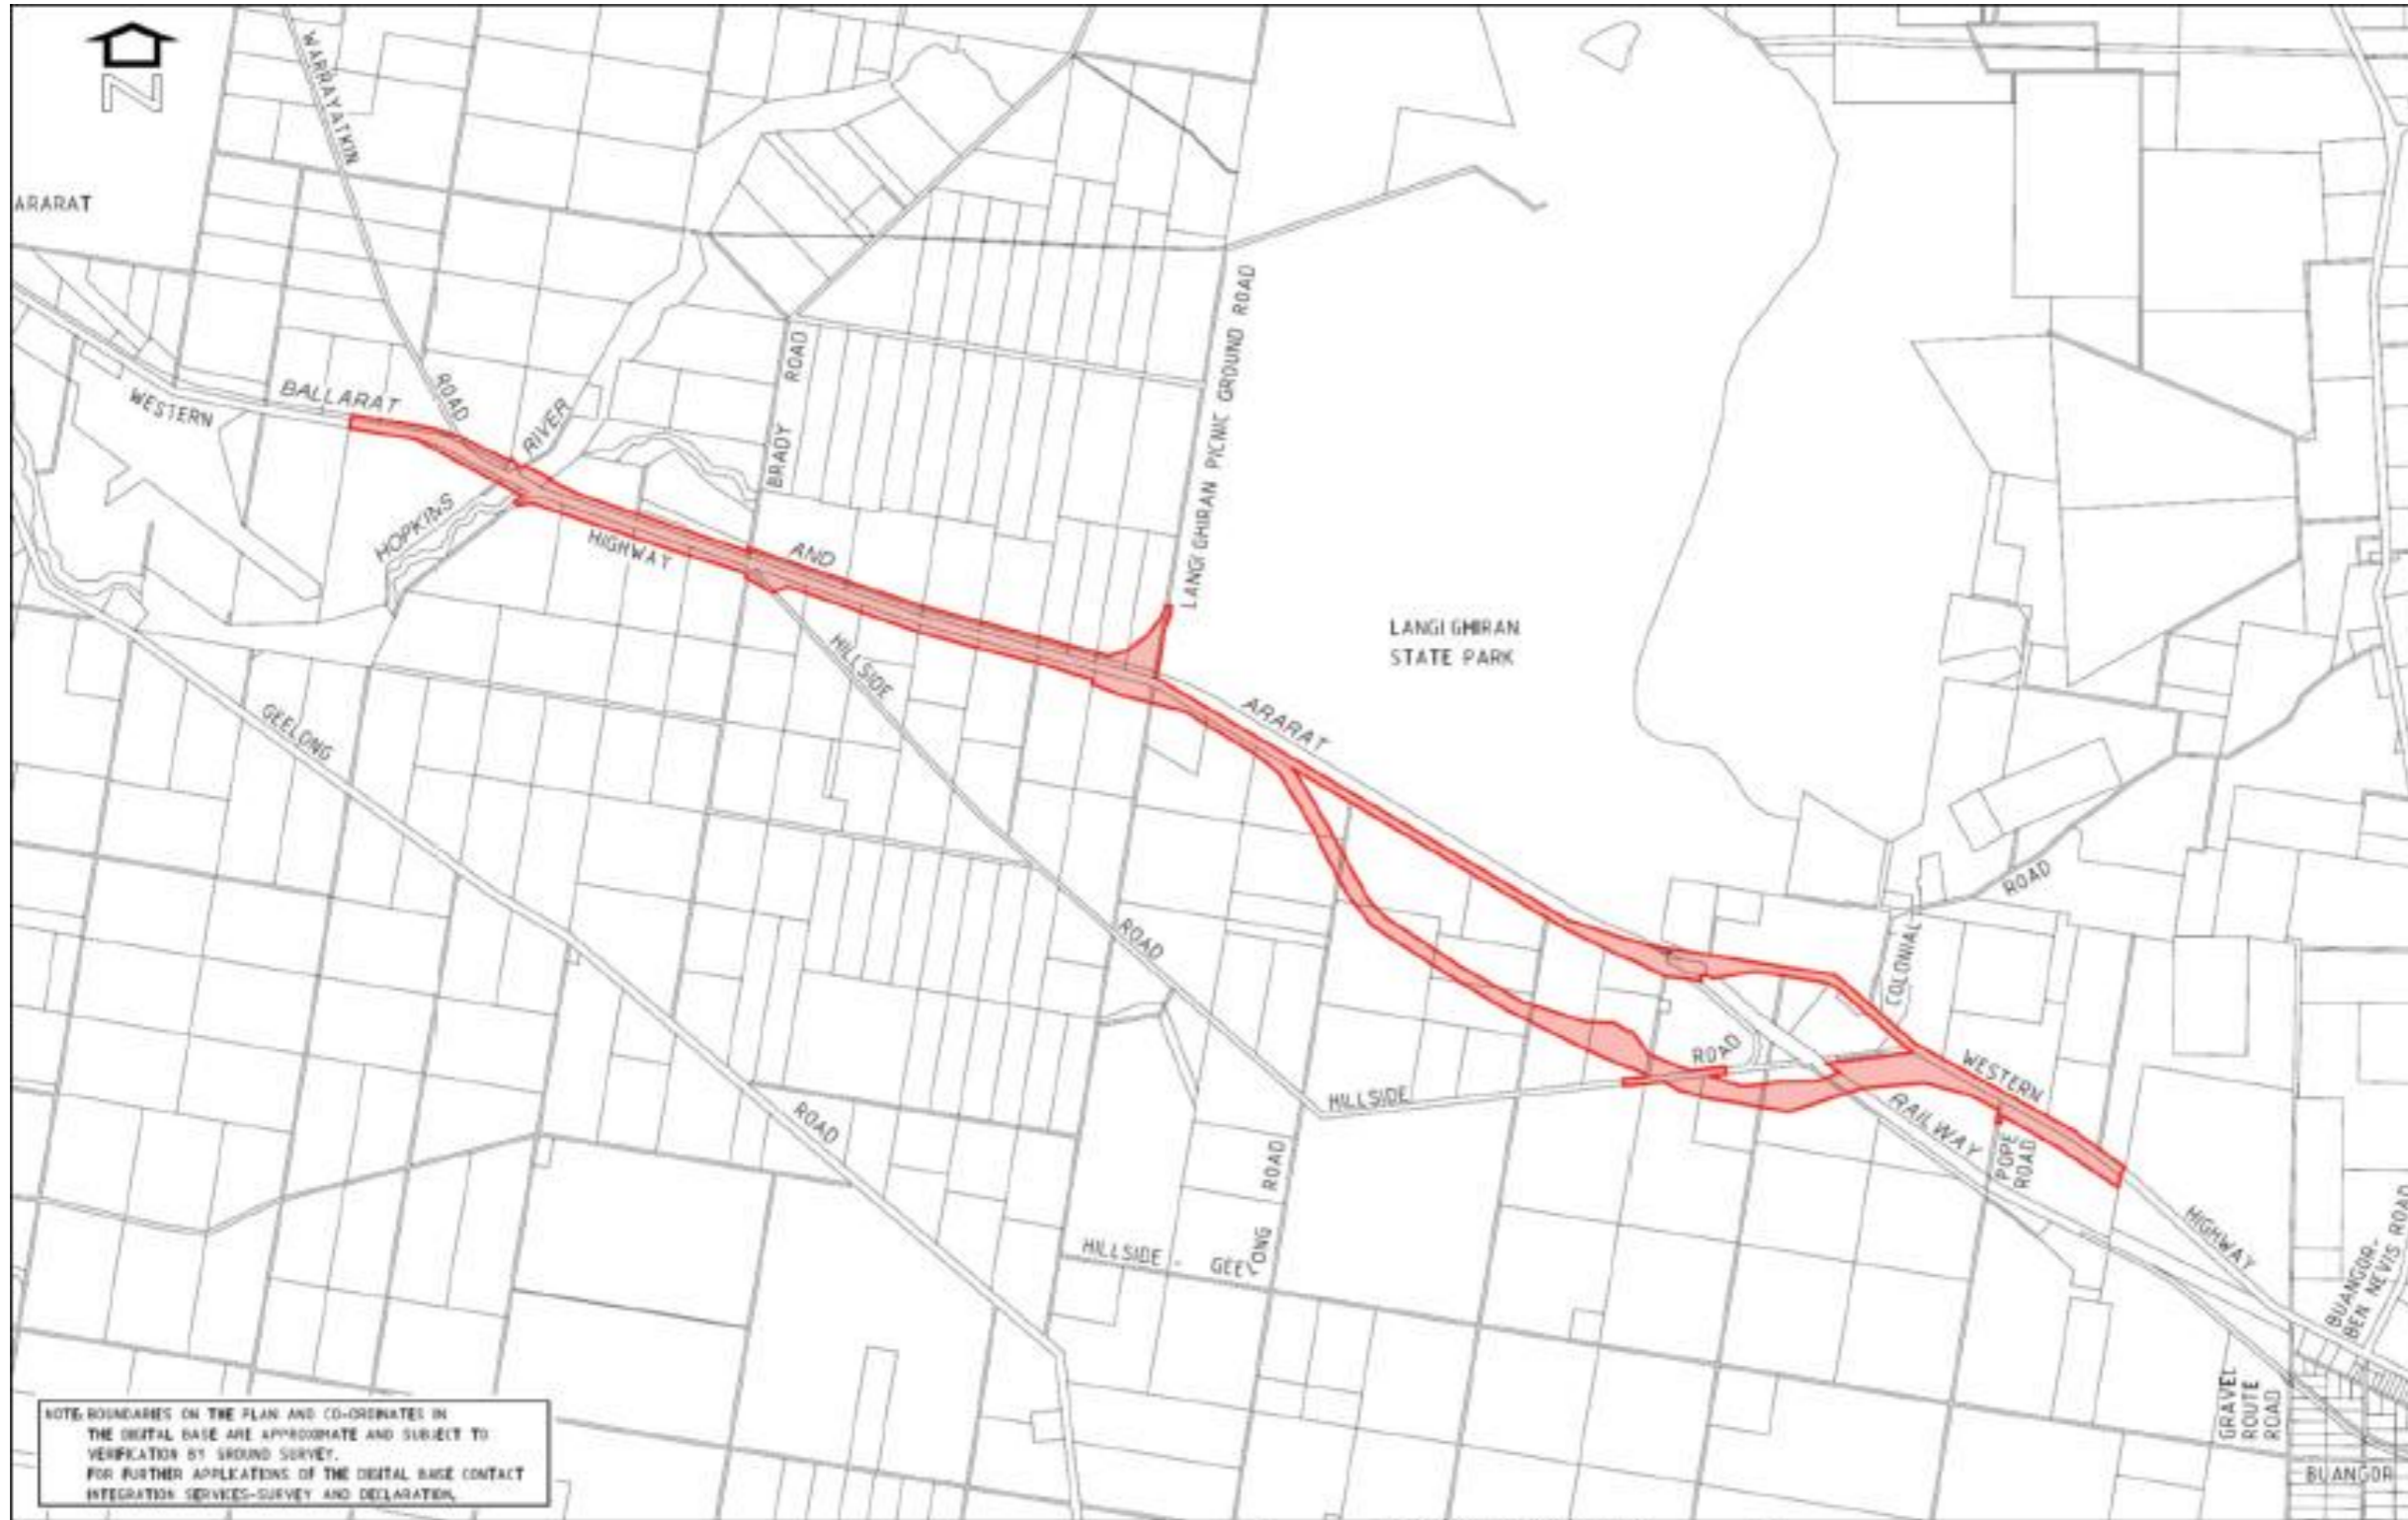 N
WARRAYATKIN
ROAD
ARARAT
WESTERN
BALLARAT
HOPKINS
RIVER
BRADY
ROAD
HIGHWAY
AND
LANGI GHIRAN PICNIC GROUND ROAD
LANGI GHIRAN
STATE PARK
ARARAT
HILLSIDE
ROAD
GEELONG
ROAD
HILLSIDE
ROAD
COLONIAL
ROAD
WESTERN
HIGHWAY
RAILWAY
POPE
ROAD
HILLSIDE - GEELONG
ROAD
BUANGOR-
BEN NEVIS ROAD
GRAVEL
ROUTE
ROAD
BUANGOR
NOTE: BOUNDARIES ON THE PLAN AND CO-ORDINATES IN
THE DIGITAL BASE ARE APPROXIMATE AND SUBJECT TO
VERIFICATION BY GROUND SURVEY.
FOR FURTHER APPLICATIONS OF THE DIGITAL BASE CONTACT
INTEGRATION SERVICES-SURVEY AND DECLARATION.